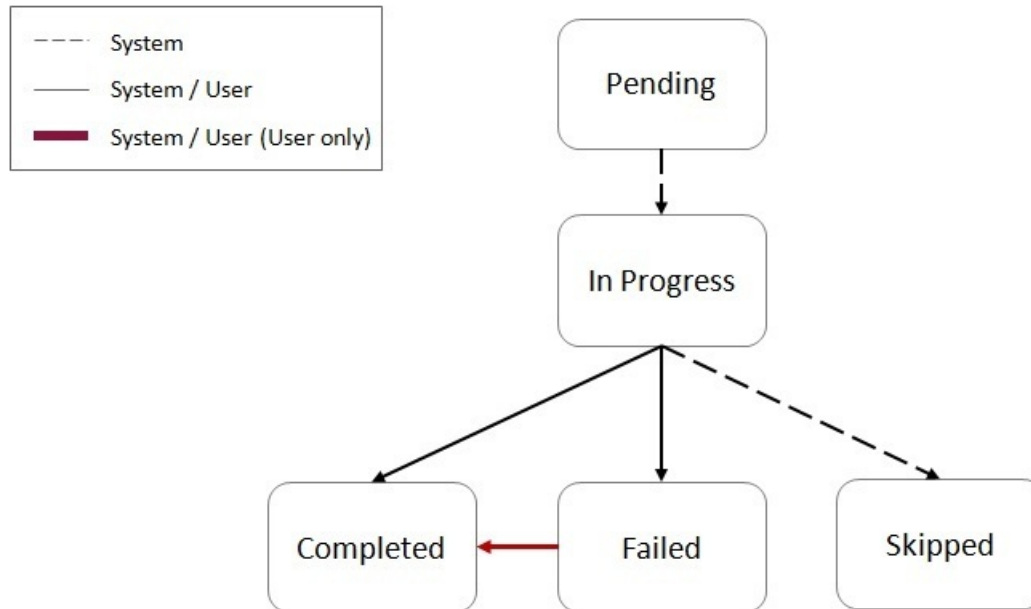 System
System / User
System / User (User only)
Pending
In Progress
Completed
Failed
Skipped